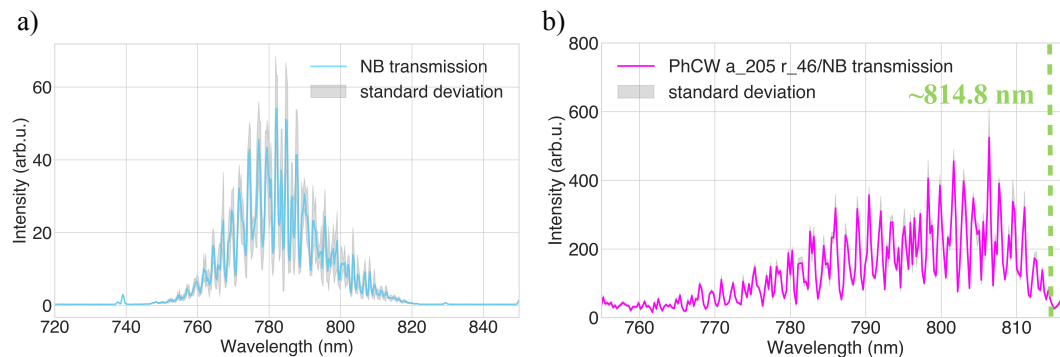 a)
NB transmission
standard deviation
Intensity (arb.u.)
60
40
20
0
720
740
760
780
800
820
840
Wavelength (nm)
b)
PhCW a_205 r_46/NB transmission
standard deviation
~814.8 nm
Intensity (arb.u.)
800
600
400
200
0
760
770
780
790
800
810
Wavelength (nm)